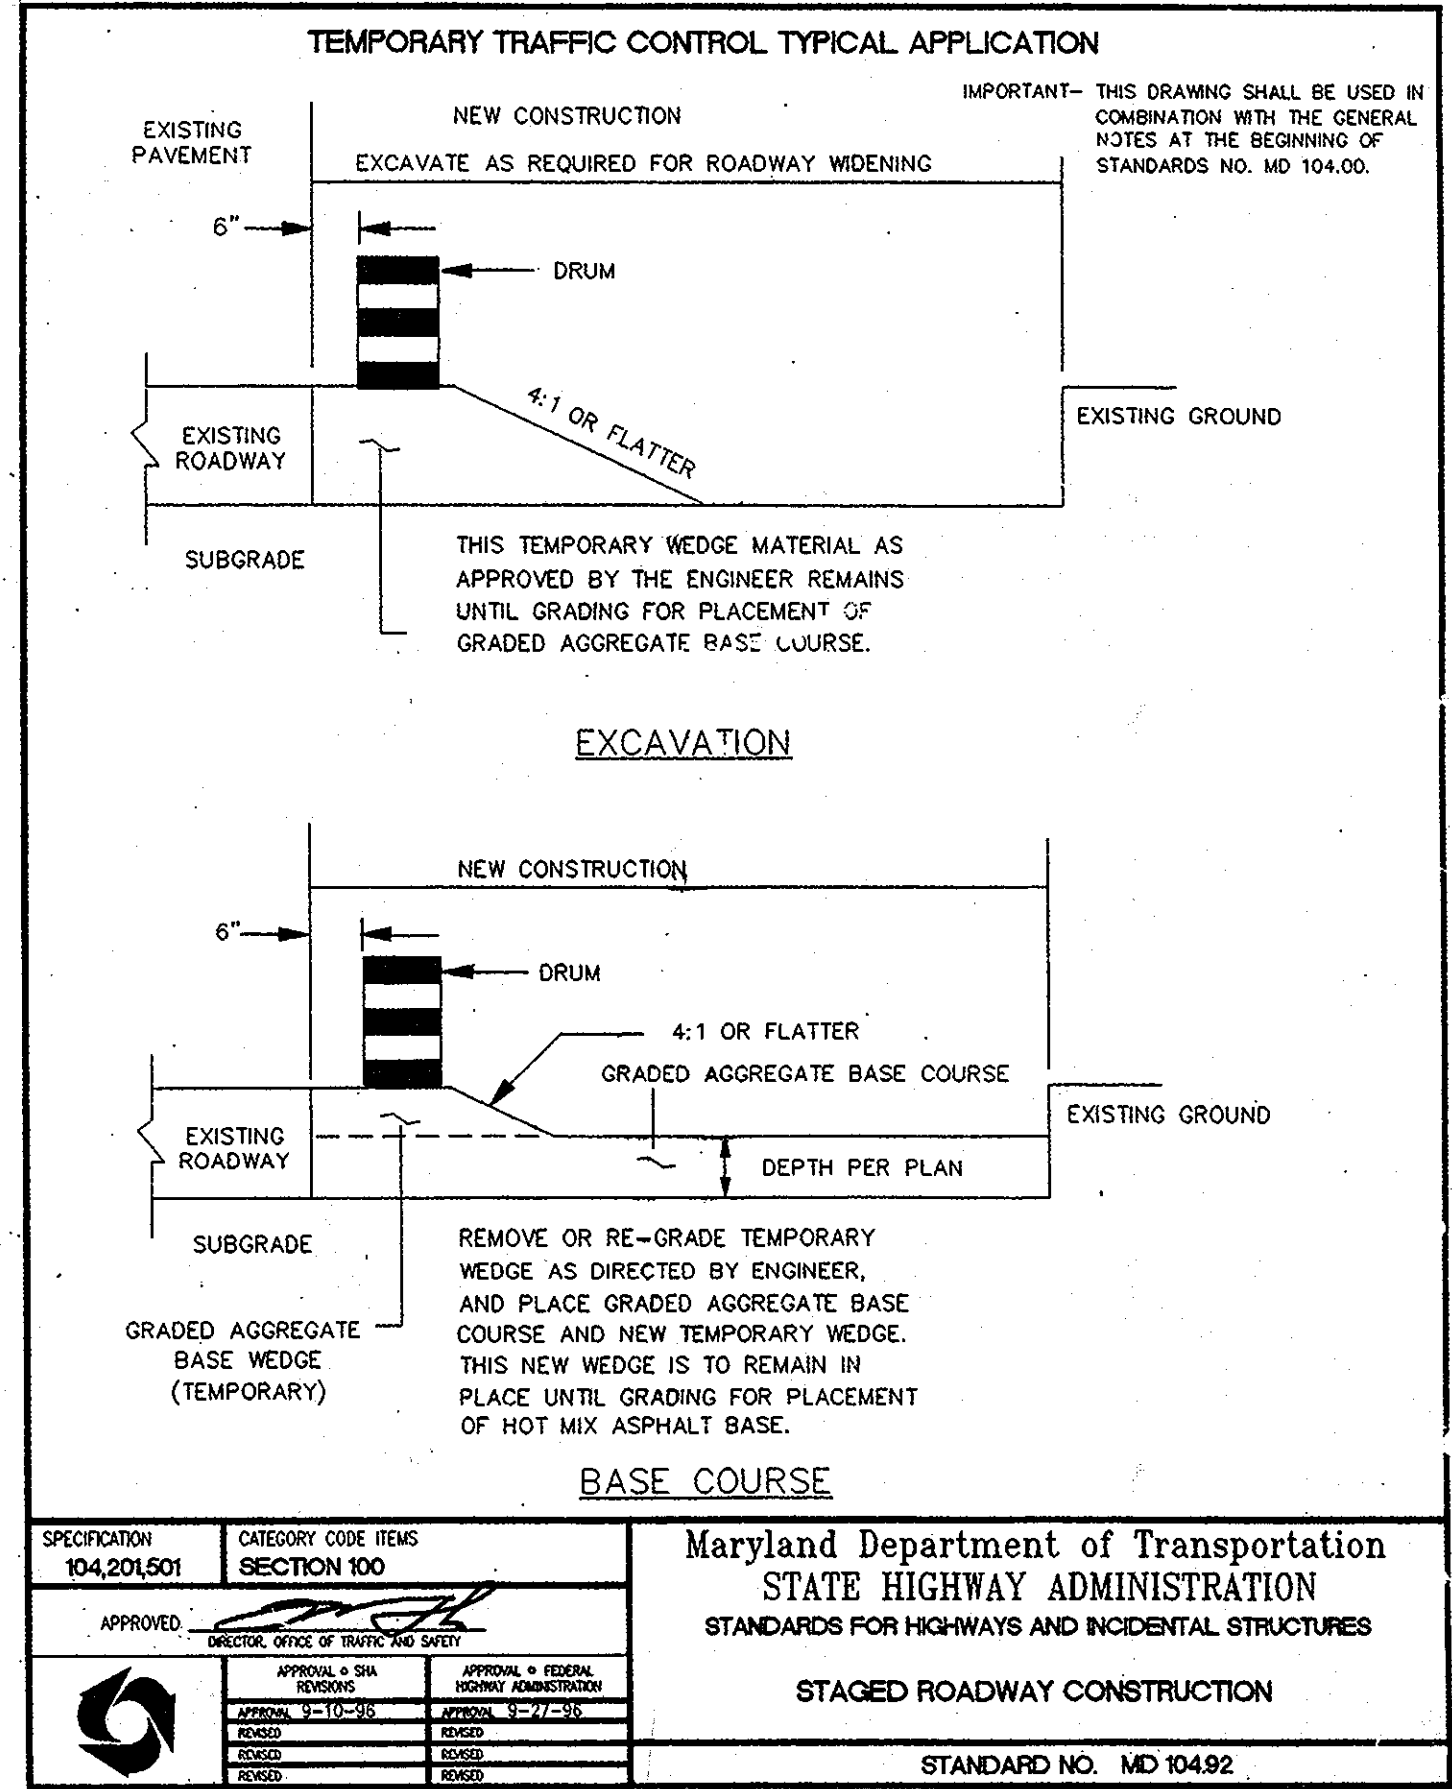 TEMPORARY TRAFFIC CONTROL TYPICAL APPLICATION
IMPORTANT- THIS DRAWING SHALL BE USED IN
COMBINATION WITH THE GENERAL
NOTES AT THE BEGINNING OF
STANDARDS NO. MD 104.00.
EXISTING
PAVEMENT
NEW CONSTRUCTION
EXCAVATE AS REQUIRED FOR ROADWAY WIDENING
6"
DRUM
4:1 OR FLATTER
EXISTING GROUND
EXISTING
ROADWAY
SUBGRADE
THIS TEMPORARY WEDGE MATERIAL AS
APPROVED BY THE ENGINEER REMAINS
UNTIL GRADING FOR PLACEMENT OF
GRADED AGGREGATE BASE COURSE.
EXCAVATION
NEW CONSTRUCTION
6"
DRUM
4:1 OR FLATTER
GRADED AGGREGATE BASE COURSE
EXISTING GROUND
EXISTING
ROADWAY
DEPTH PER PLAN
SUBGRADE
GRADED AGGREGATE
BASE WEDGE
(TEMPORARY)
REMOVE OR RE-GRADE TEMPORARY
WEDGE AS DIRECTED BY ENGINEER,
AND PLACE GRADED AGGREGATE BASE
COURSE AND NEW TEMPORARY WEDGE.
THIS NEW WEDGE IS TO REMAIN IN
PLACE UNTIL GRADING FOR PLACEMENT
OF HOT MIX ASPHALT BASE.
BASE COURSE
SPECIFICATION
104,201,501
CATEGORY CODE ITEMS
SECTION 100
APPROVED
DIRECTOR, OFFICE OF TRAFFIC AND SAFETY
APPROVAL o SHA
REVISIONS
APPROVAL 9-10-96
REVISED
REVISED
REVISED
APPROVAL o FEDERAL
HIGHWAY ADMINISTRATION
APPROVAL 9-27-96
REVISED
REVISED
REVISED
Maryland Department of Transportation
STATE HIGHWAY ADMINISTRATION
STANDARDS FOR HIGHWAYS AND INCIDENTAL STRUCTURES
STAGED ROADWAY CONSTRUCTION
STANDARD NO. MD 104.92